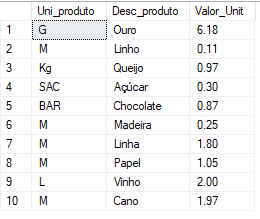 Uni_produto Desc_produto Valor_Unit
1 G Ouro 6.18
2 M Linho 0.11
3 Kg Queijo 0.97
4 SAC Açúcar 0.30
5 BAR Chocolate 0.87
6 M Madeira 0.25
7 M Linha 1.80
8 M Papel 1.05
9 L Vinho 2.00
10 M Cano 1.97